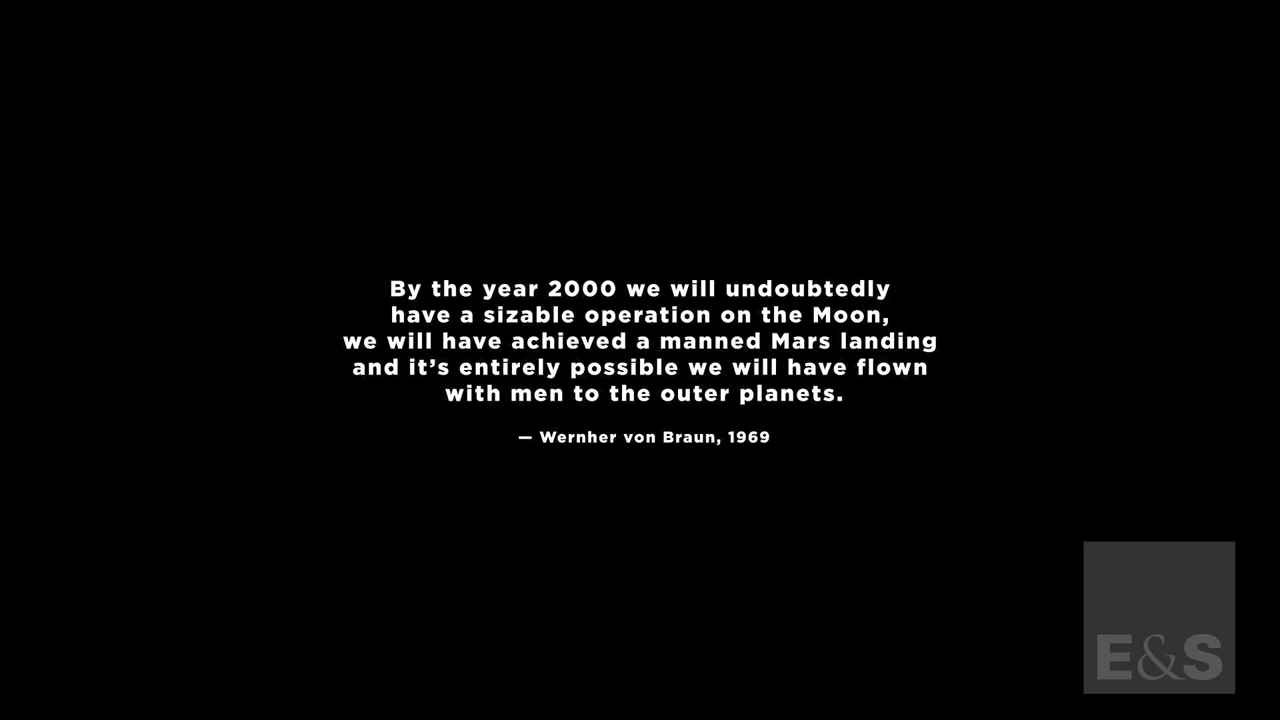 By the year 2000 we will undoubtedly
have a sizable operation on the Moon,
we will have achieved a manned Mars landing
and it’s entirely possible we will have flown
with men to the outer planets.
— Wernher von Braun, 1969
E&S